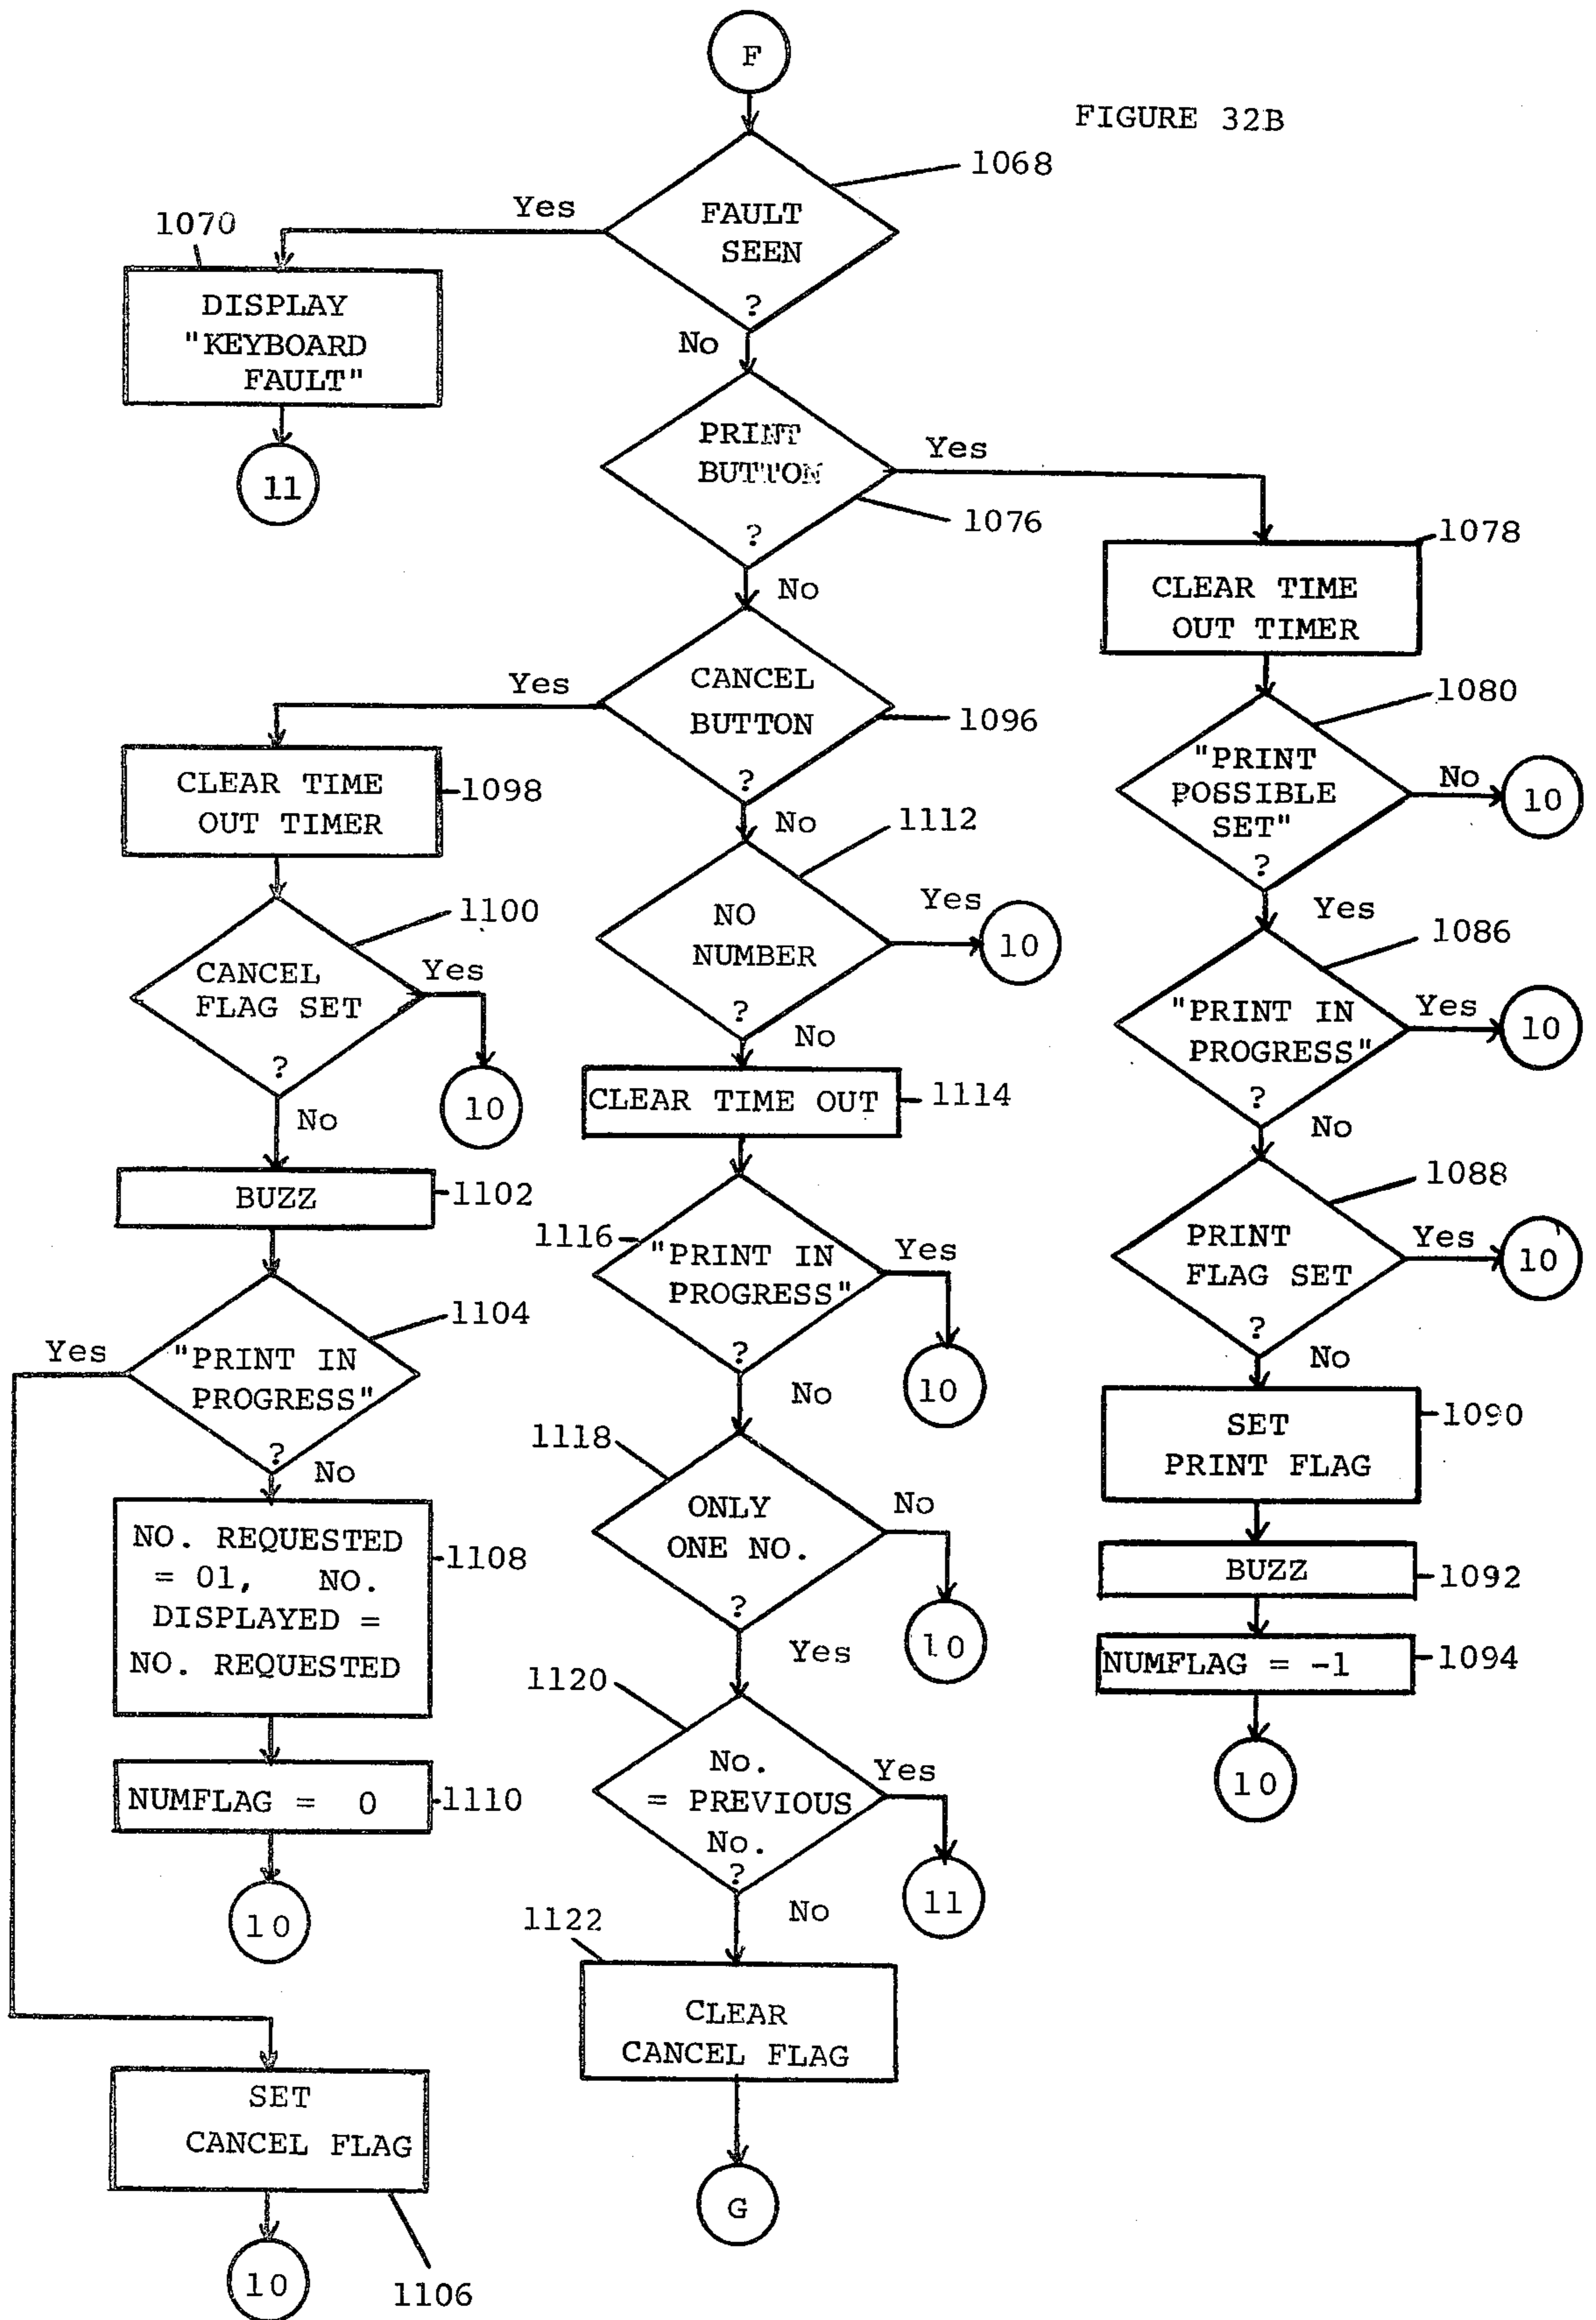 F
FIGURE 32B
1068
FAULT
SEEN
?
Yes
No
1070
DISPLAY
"KEYBOARD
FAULT"
11
PRINT
BUTTON
?
Yes
1076
No
1078
CLEAR TIME
OUT TIMER
1080
"PRINT
POSSIBLE
SET"
?
No
10
Yes
1086
"PRINT IN
PROGRESS"
?
Yes
10
No
1088
PRINT
FLAG SET
?
Yes
10
No
SET
PRINT FLAG
1090
BUZZ
1092
NUMFLAG = -1
1094
10
CANCEL
BUTTON
?
1096
Yes
No
CLEAR TIME
OUT TIMER
1098
1100
CANCEL
FLAG SET
?
Yes
10
No
BUZZ
1102
1104
"PRINT IN
PROGRESS"
?
Yes
No
NO. REQUESTED
= 01, NO.
DISPLAYED =
NO. REQUESTED
1108
NUMFLAG = 0
1110
10
SET
CANCEL FLAG
1106
10
1112
NO
NUMBER
?
Yes
10
No
CLEAR TIME OUT
1114
1116
"PRINT IN
PROGRESS"
?
Yes
10
No
1118
ONLY
ONE NO.
?
No
10
Yes
1120
No.
= PREVIOUS
No.
?
Yes
11
No
1122
CLEAR
CANCEL FLAG
G